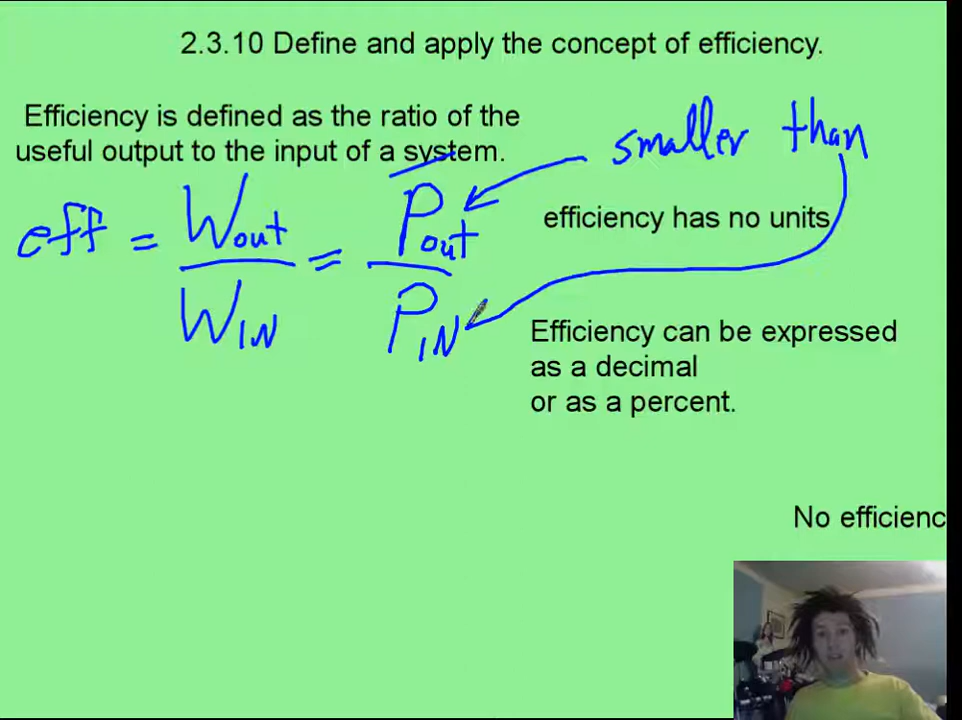 2.3.10 Define and apply the concept of efficiency.
Efficiency is defined as the ratio of the
useful output to the input of a system.
smaller than
eff = Wout / WIN = Pout / PIN
efficiency has no units
Efficiency can be expressed
as a decimal
or as a percent.
No efficienc